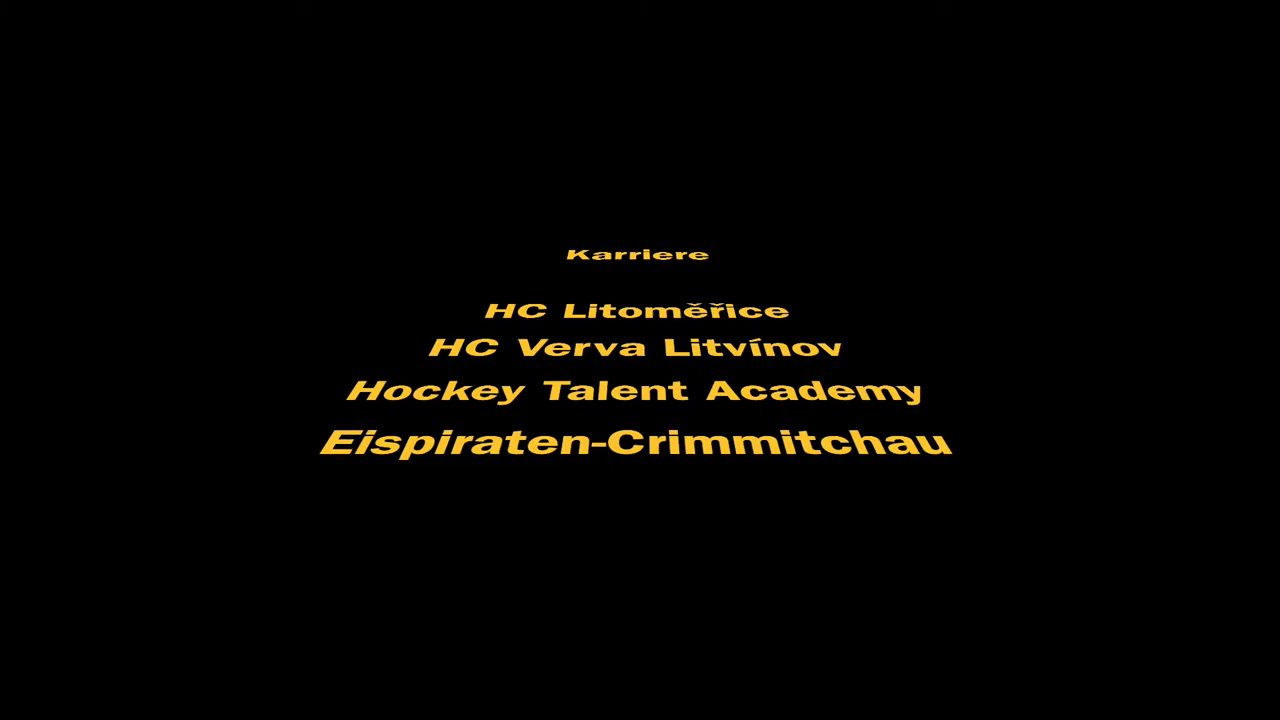 Karriere
HC Litoměřice
HC Verva Litvínov
Hockey Talent Academy
Eispiraten-Crimmitchau